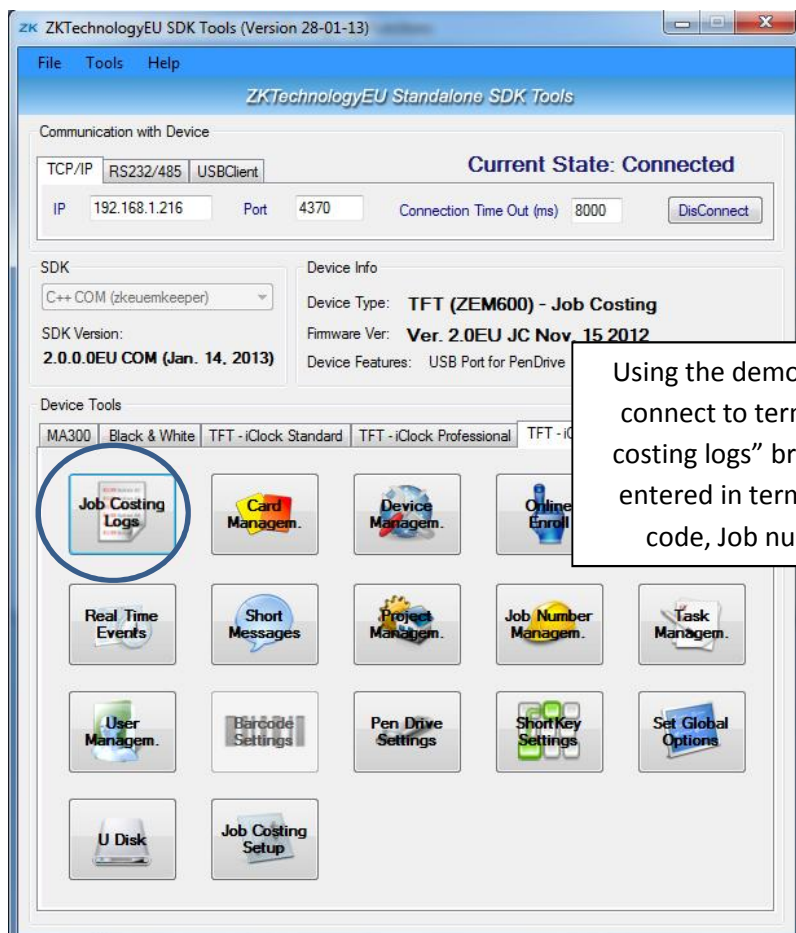 ZK ZKTechnologyEU SDK Tools (Version 28-01-13)
File Tools Help
ZKTechnologyEU Standalone SDK Tools
Communication with Device
TCP/IP RS232/485 USBClient
Current State: Connected
IP 192.168.1.216 Port 4370 Connection Time Out (ms) 8000 DisConnect
SDK
C++ COM (zkeuemkeeper)
SDK Version:
2.0.0.0EU COM (Jan. 14, 2013)
Device Info
Device Type: TFT (ZEM600) - Job Costing
Firmware Ver: Ver. 2.0EU JC Nov. 15 2012
Device Features: USB Port for PenDrive
Using the demo
connect to
costing logs”
entered in
code, Job
Device Tools
MA300 Black & White TFT - iClock Standard TFT - iClock Professional TFT -
Job Costing
Logs
Card
Managem.
Device
Managem.
Online
Enroll
Real Time
Events
Short
Messages
Project
Managem.
Job Number
Managem.
Task
Managem.
User
Managem.
Barcode
Settings
Pen Drive
Settings
ShortKey
Settings
Set Global
Options
U Disk
Job Costing
Setup